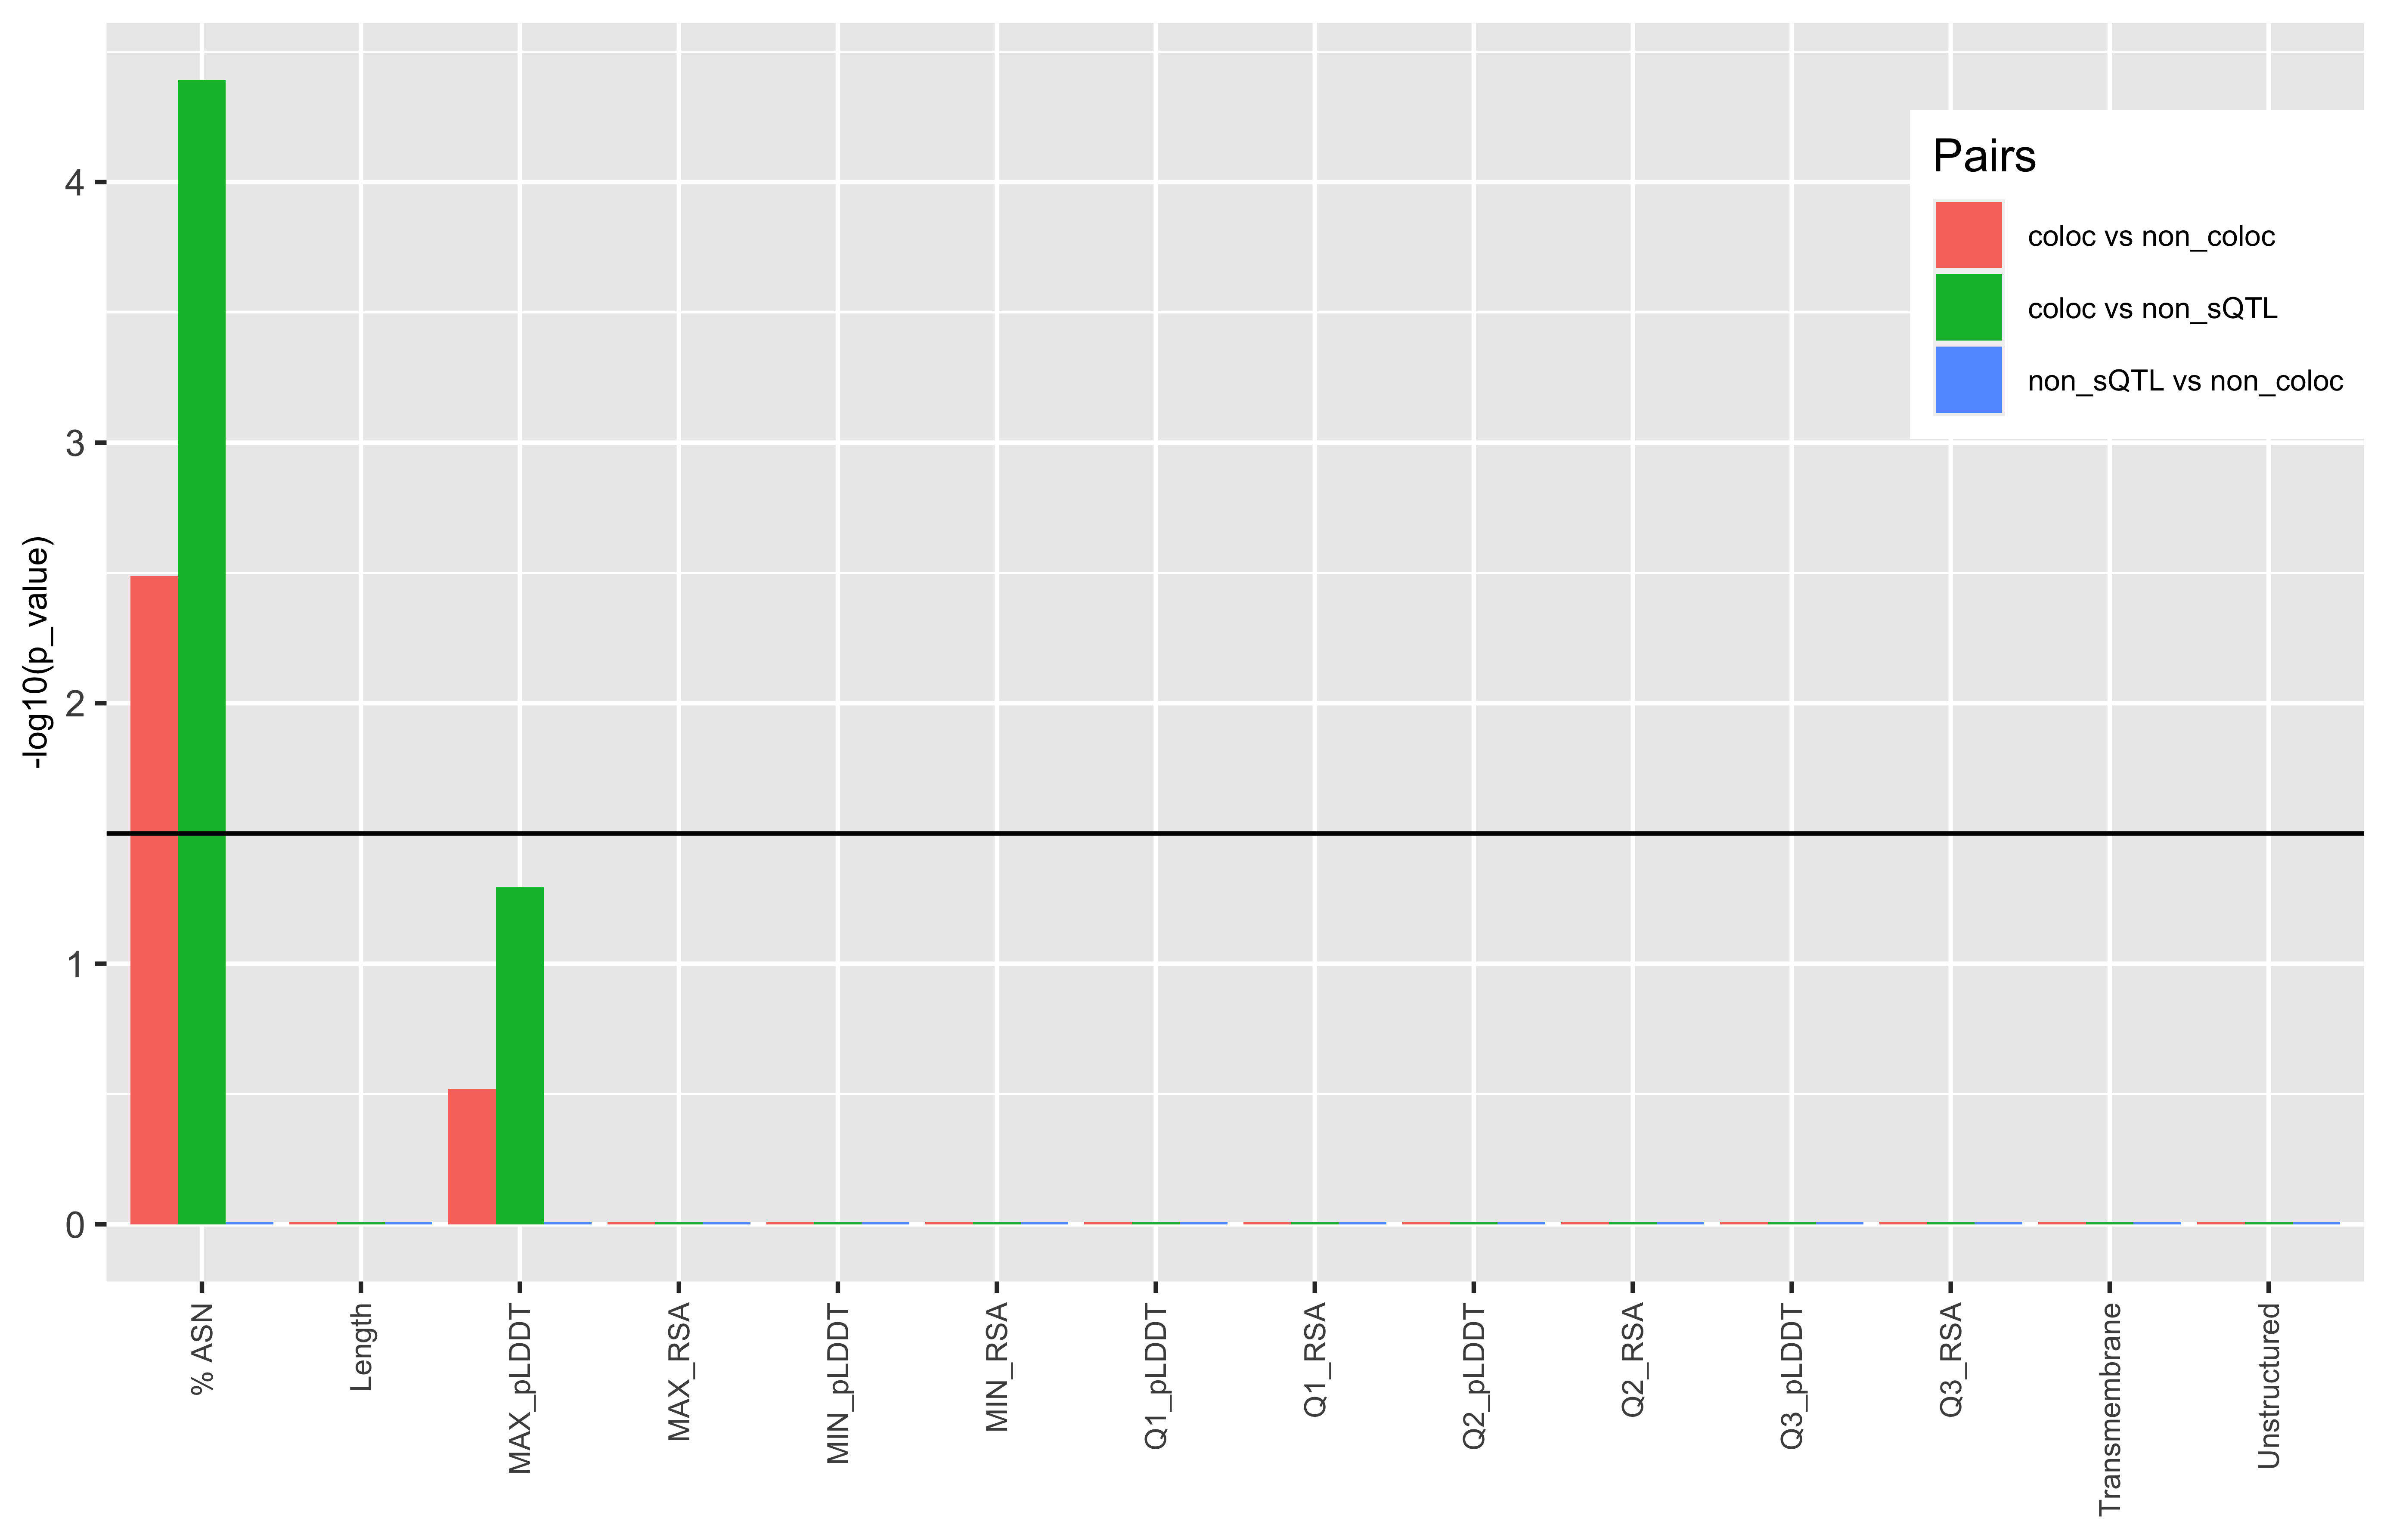 -log10(p_value)
4
3
2
1
0
Pairs
coloc vs non_coloc
coloc vs non_sQTL
non_sQTL vs non_coloc
% ASN
Length
MAX_pLDDT
MAX_RSA
MIN_pLDDT
MIN_RSA
Q1_pLDDT
Q1_RSA
Q2_pLDDT
Q2_RSA
Q3_pLDDT
Q3_RSA
Transmembrane
Unstructured